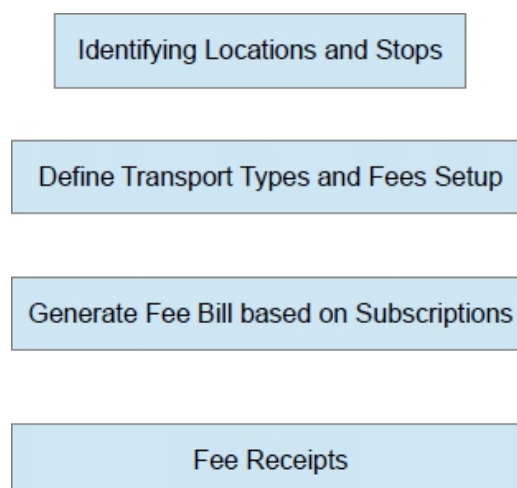 Identifying Locations and Stops
Define Transport Types and Fees Setup
Generate Fee Bill based on Subscriptions
Fee Receipts